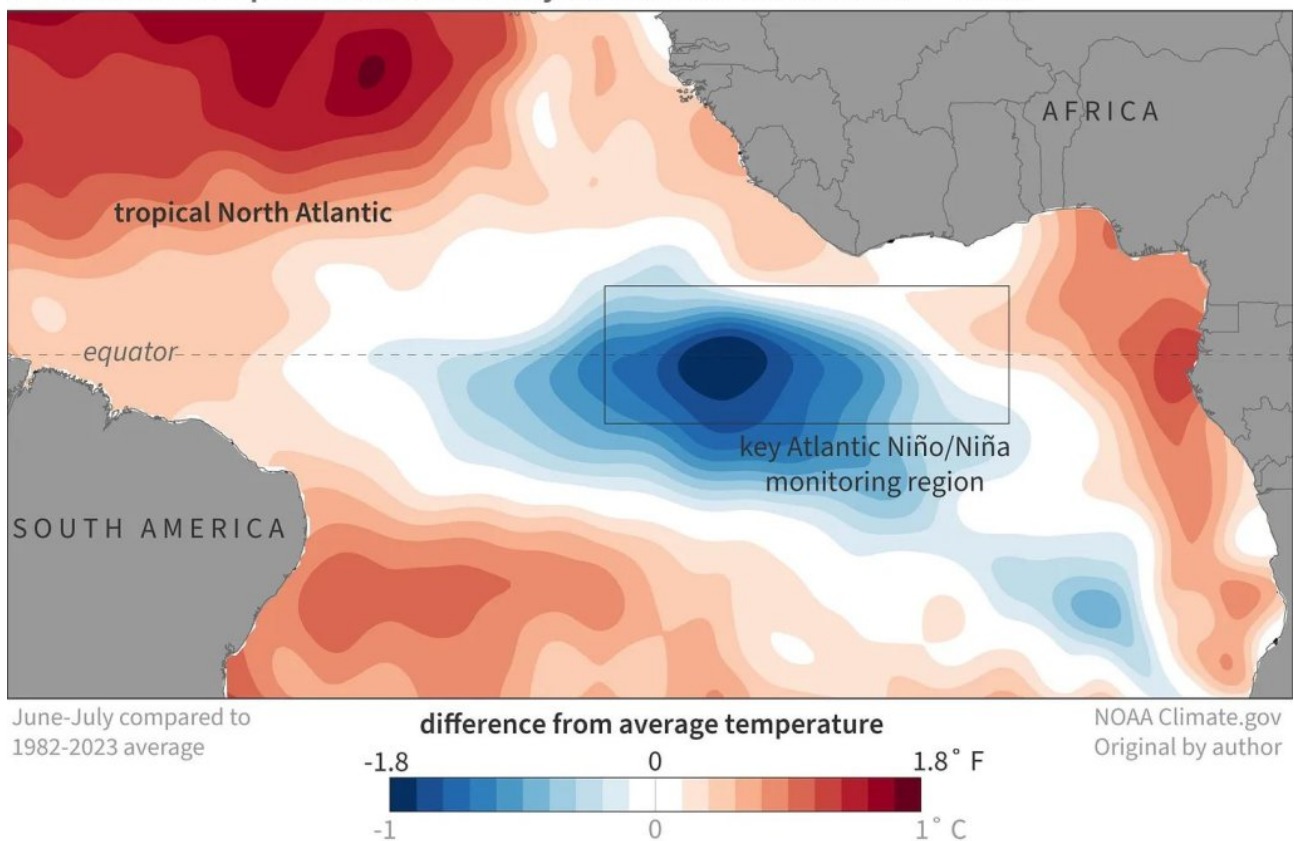 AFRICA
tropical North Atlantic
equator
key Atlantic Niño/Niña
monitoring region
SOUTH AMERICA
June-July compared to
1982-2023 average
difference from average temperature
NOAA Climate.gov
Original by author
-1.8 0 1.8° F
-1 0 1° C